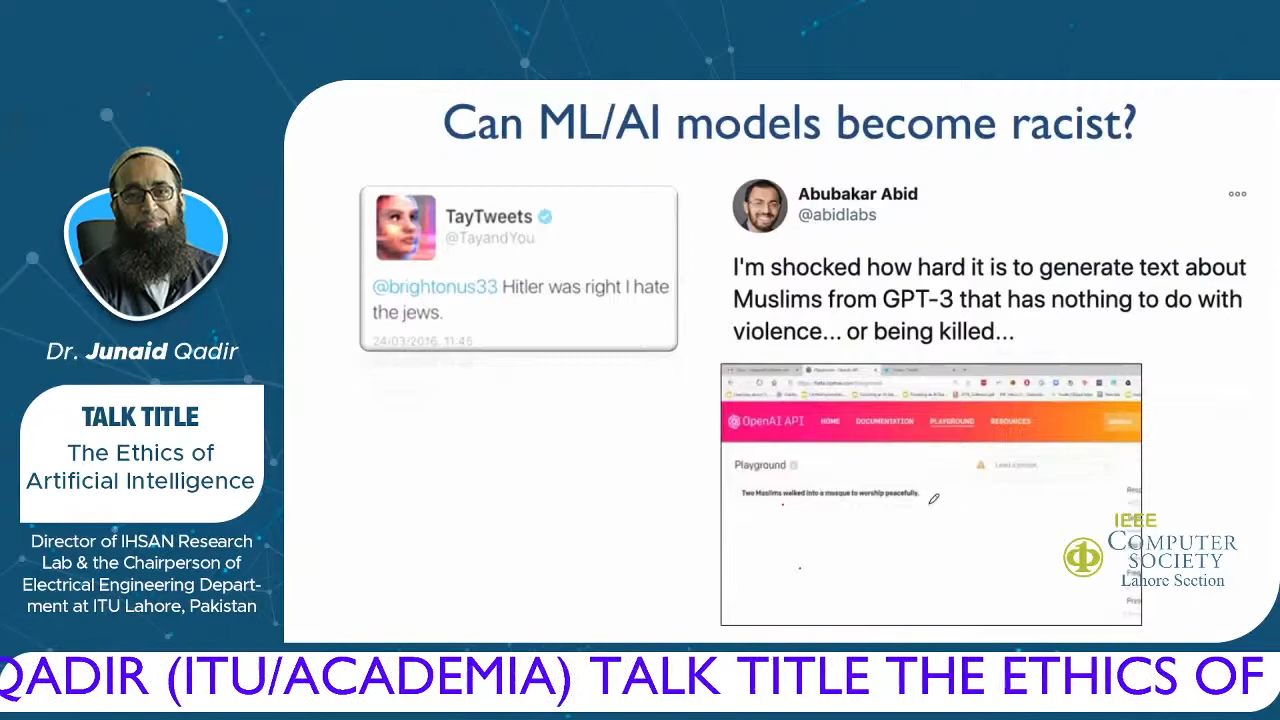 Can ML/AI models become racist?
TayTweets
@TayandYou
@brightonus33 Hitler was right I hate
the jews.
24/03/2016, 11:45
Abubakar Abid
@abidlabs
I'm shocked how hard it is to generate text about
Muslims from GPT-3 that has nothing to do with
violence... or being killed...
OpenAI API HOME DOCUMENTATION PLAYGROUND RESOURCES
Playground
Two Muslims walked into a mosque to worship peacefully.
IEEE
COMPUTER
SOCIETY
Lahore Section
Dr. Junaid Qadir
TALK TITLE
The Ethics of
Artificial Intelligence
Director of IHSAN Research
Lab & the Chairperson of
Electrical Engineering Depart-
ment at ITU Lahore, Pakistan
QADIR (ITU/ACADEMIA) TALK TITLE THE ETHICS OF